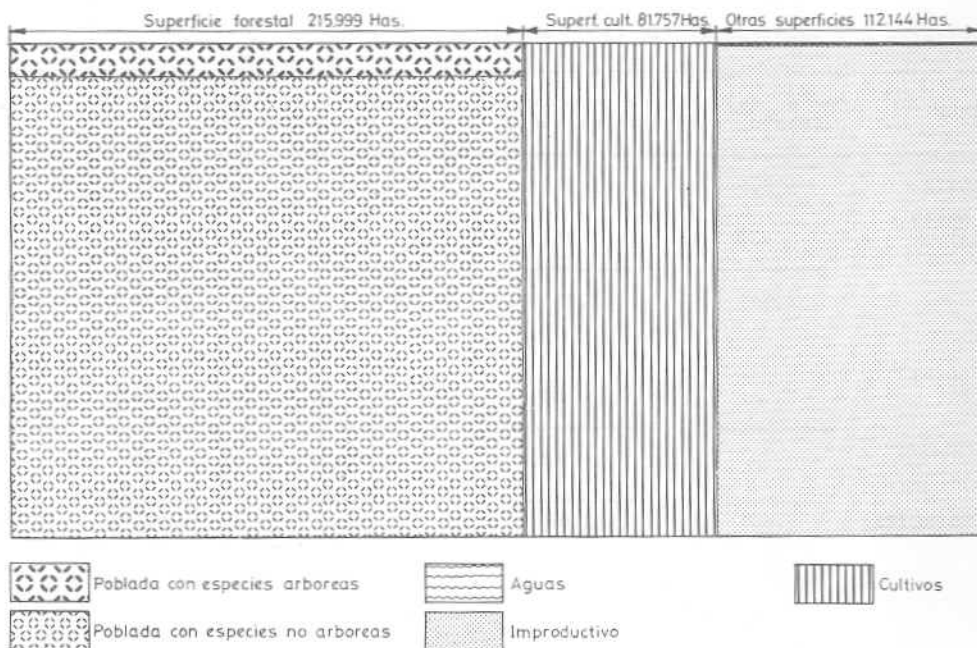 Superficie forestal 215.999 Has.
Superf. cult. 81.757 Has.
Otras superficies 112.144 Has.
Poblada con especies arboreas
Aguas
Cultivos
Poblada con especies no arboreas
Improductivo